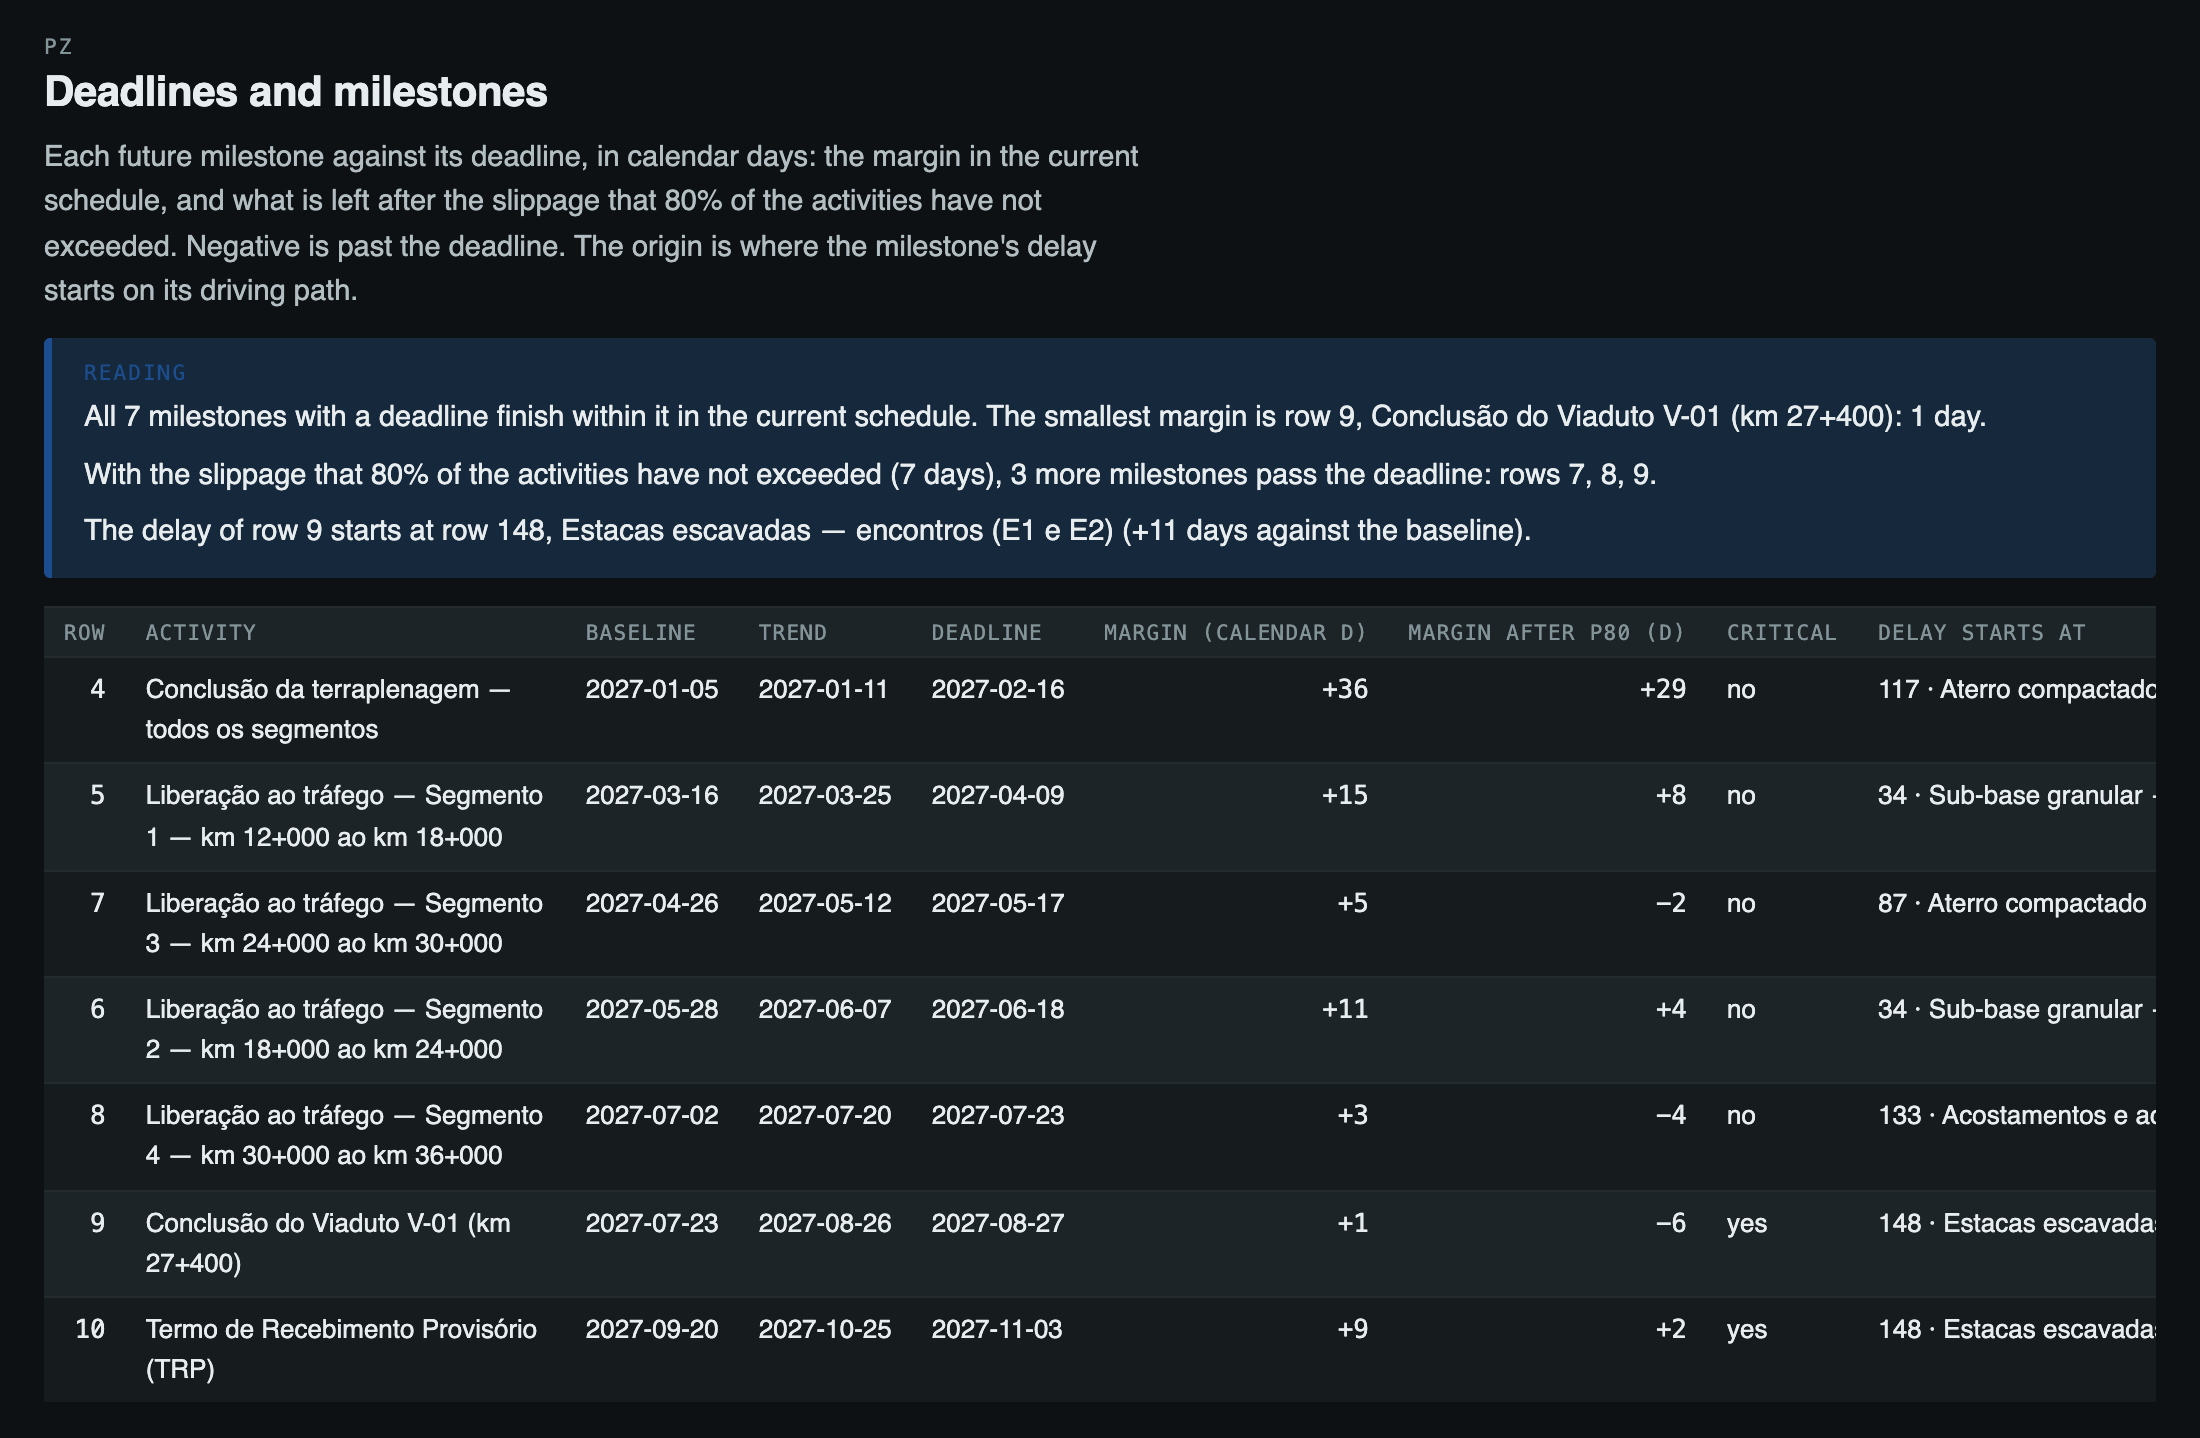 PZ
Deadlines and milestones
Each future milestone against its deadline, in calendar days: the margin in the current
schedule, and what is left after the slippage that 80% of the activities have not
exceeded. Negative is past the deadline. The origin is where the milestone's delay
starts on its driving path.
READING
All 7 milestones with a deadline finish within it in the current schedule. The smallest margin is row 9, Conclusão do Viaduto V-01 (km 27+400): 1 day.
With the slippage that 80% of the activities have not exceeded (7 days), 3 more milestones pass the deadline: rows 7, 8, 9.
The delay of row 9 starts at row 148, Estacas escavadas — encontros (E1 e E2) (+11 days against the baseline).
ROW ACTIVITY BASELINE TREND DEADLINE MARGIN (CALENDAR D) MARGIN AFTER P80 (D) CRITICAL DELAY STARTS AT
4 Conclusão da terraplenagem — 2027-01-05 2027-01-11 2027-02-16 +36 +29 no 117 · Aterro compactado
todos os segmentos
5 Liberação ao tráfego — Segmento 2027-03-16 2027-03-25 2027-04-09 +15 +8 no 34 · Sub-base granular
1 — km 12+000 ao km 18+000
7 Liberação ao tráfego — Segmento 2027-04-26 2027-05-12 2027-05-17 +5 −2 no 87 · Aterro compactado
3 — km 24+000 ao km 30+000
6 Liberação ao tráfego — Segmento 2027-05-28 2027-06-07 2027-06-18 +11 +4 no 34 · Sub-base granular
2 — km 18+000 ao km 24+000
8 Liberação ao tráfego — Segmento 2027-07-02 2027-07-20 2027-07-23 +3 −4 no 133 · Acostamentos e
4 — km 30+000 ao km 36+000
9 Conclusão do Viaduto V-01 (km 2027-07-23 2027-08-26 2027-08-27 +1 −6 yes 148 · Estacas escavadas
27+400)
10 Termo de Recebimento Provisório 2027-09-20 2027-10-25 2027-11-03 +9 +2 yes 148 · Estacas escavadas
(TRP)